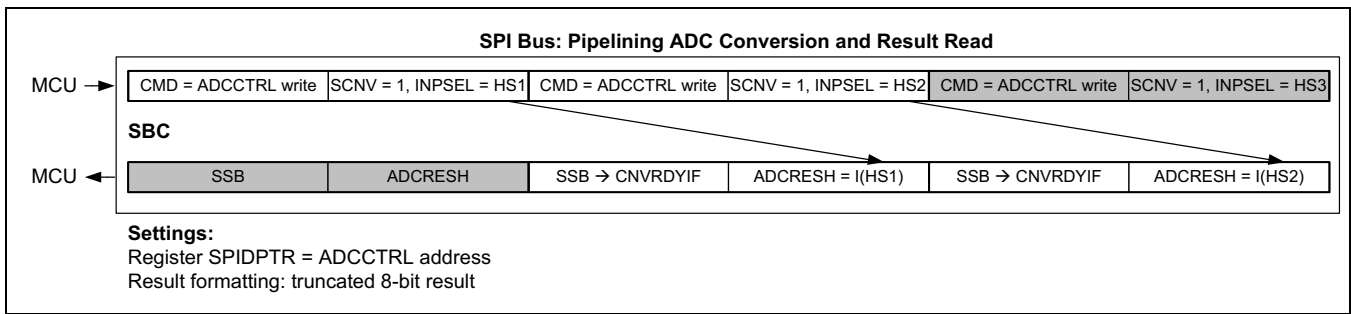 SPI Bus: Pipelining ADC Conversion and Result Read
MCU CMD = ADCCTRL write SCNV = 1, INPSEL = HS1 CMD = ADCCTRL write SCNV = 1, INPSEL = HS2 CMD = ADCCTRL write SCNV = 1, INPSEL = HS3
SBC
MCU SSB ADCRESH SSB → CNVRDYIF ADCRESH = I(HS1) SSB → CNVRDYIF ADCRESH = I(HS2)
Settings:
Register SPIDPTR = ADCCTRL address
Result formatting: truncated 8-bit result